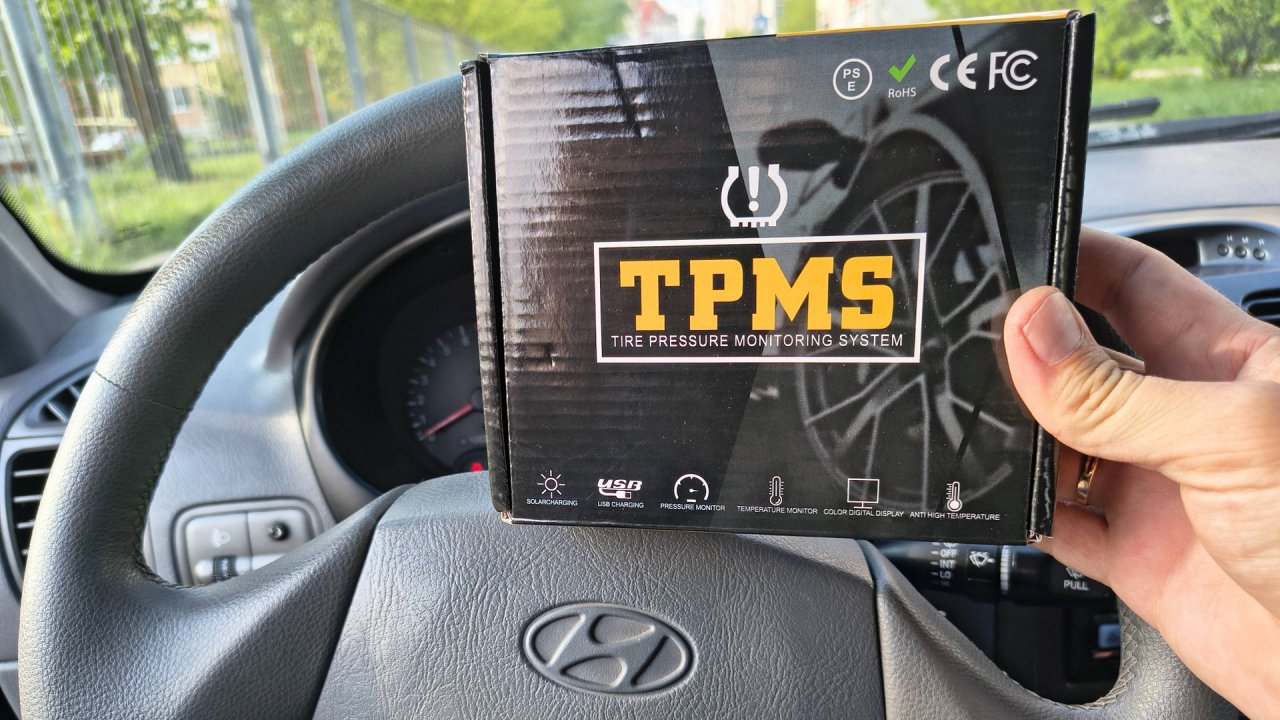 PS
E
RoHS
CE FC
TPMS
TIRE PRESSURE MONITORING SYSTEM
SOLARCHARGING
USB
USB CHARGING
PRESSURE MONITOR
TEMPERATURE MONITOR
COLOR DIGITAL DISPLAY
ANTI HIGH TEMPERATURE
OFF
INT
LO
PULL